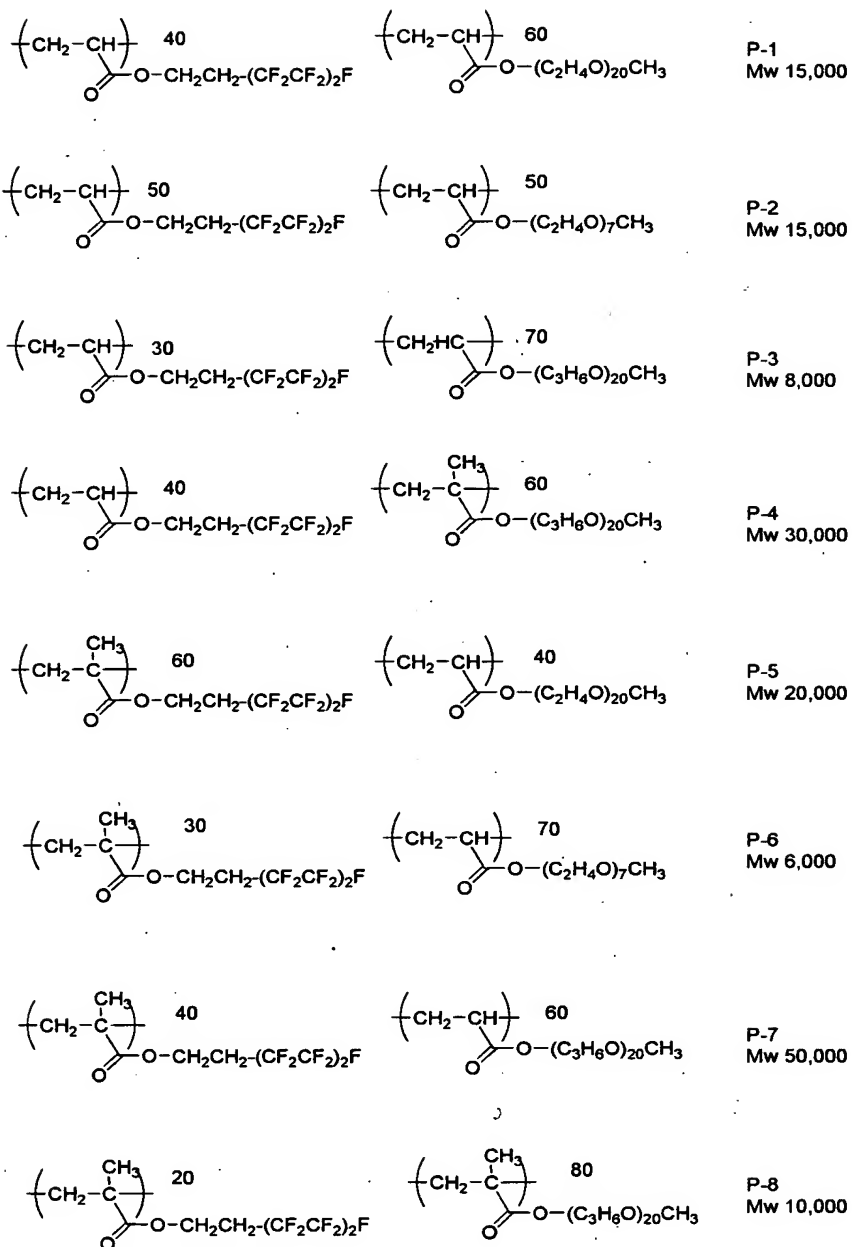 40 60 P-1
Mw 15,000
(CH2-CH) C O O-CH2CH2-(CF2CF2)2F (CH2-CH) C O O-(C2H4O)20CH3
50 50 P-2
Mw 15,000
(CH2-CH) C O O-CH2CH2-(CF2CF2)2F (CH2-CH) C O O-(C2H4O)7CH3
30 70 P-3
Mw 8,000
(CH2-CH) C O O-CH2CH2-(CF2CF2)2F (CH2HC) C O O-(C3H6O)20CH3
40 CH3 60 P-4
Mw 30,000
(CH2-CH) C O O-CH2CH2-(CF2CF2)2F (CH2-C) C O O-(C3H6O)20CH3
CH3 60 40 P-5
Mw 20,000
(CH2-C) C O O-CH2CH2-(CF2CF2)2F (CH2-CH) C O O-(C2H4O)20CH3
CH3 30 70 P-6
Mw 6,000
(CH2-C) C O O-CH2CH2-(CF2CF2)2F (CH2-CH) C O O-(C2H4O)7CH3
CH3 40 60 P-7
Mw 50,000
(CH2-C) C O O-CH2CH2-(CF2CF2)2F (CH2-CH) C O O-(C3H6O)20CH3
CH3 20 CH3 80 P-8
Mw 10,000
(CH2-C) C O O-CH2CH2-(CF2CF2)2F (CH2-C) C O O-(C3H6O)20CH3